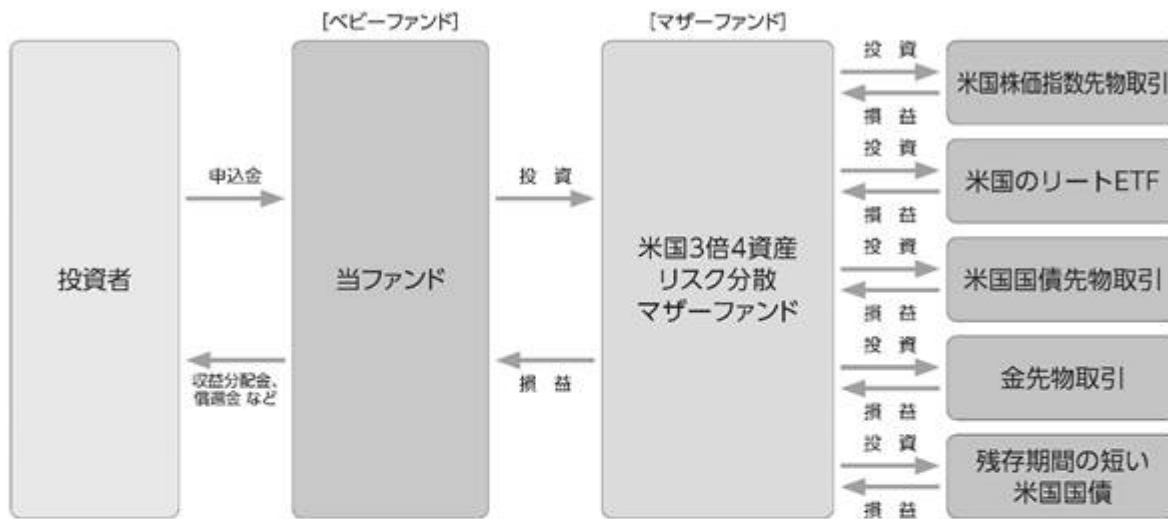 [ベビーファンド]
[マザーファンド]
投資者
申込金
収益分配金、
償還金 など
当ファンド
投 資
損 益
米国3倍4資産
リスク分散
マザーファンド
投 資
損 益
米国株価指数先物取引
投 資
損 益
米国のリートETF
投 資
損 益
米国国債先物取引
投 資
損 益
金先物取引
投 資
損 益
残存期間の短い
米国国債